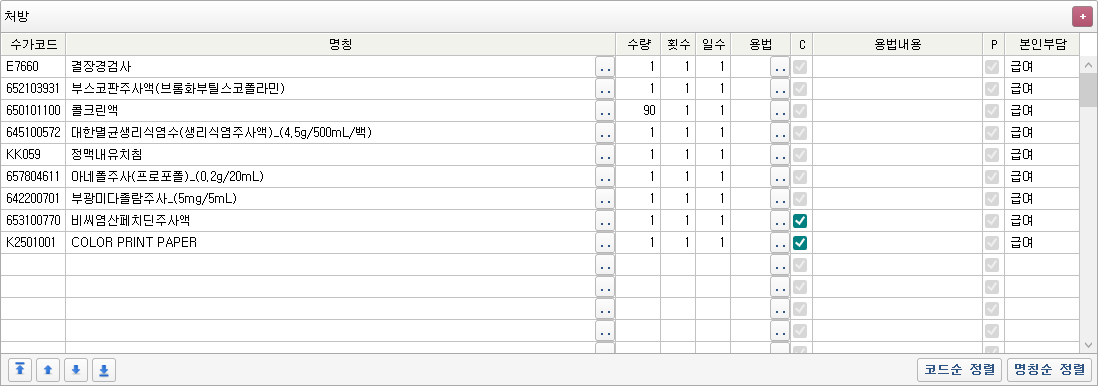 처방 +
수가코드 명칭 수량 횟수 일수 용법 C 용법내용 P 본인부담
E7660 결장경검사 .. 1 1 1 .. 급여
652103931 부스코판주사액(브롬화부틸스코폴라민) .. 1 1 1 .. 급여
650101100 콜크린액 .. 90 1 1 .. 급여
645100572 대한멸균생리식염수(생리식염주사액)_(4.5g/500mL/백) .. 1 1 1 .. 급여
KK059 정맥내유치침 .. 1 1 1 .. 급여
657804611 아네폴주사(프로포폴)_(0.2g/20mL) .. 1 1 1 .. 급여
642200701 부광미다졸람주사_(5mg/5mL) .. 1 1 1 .. 급여
653100770 비씨염산페치딘주사액 .. 1 1 1 .. 급여
K2501001 COLOR PRINT PAPER .. 1 1 1 .. 급여
.. ..
.. ..
.. ..
.. ..
.. ..
코드순 정렬 명칭순 정렬